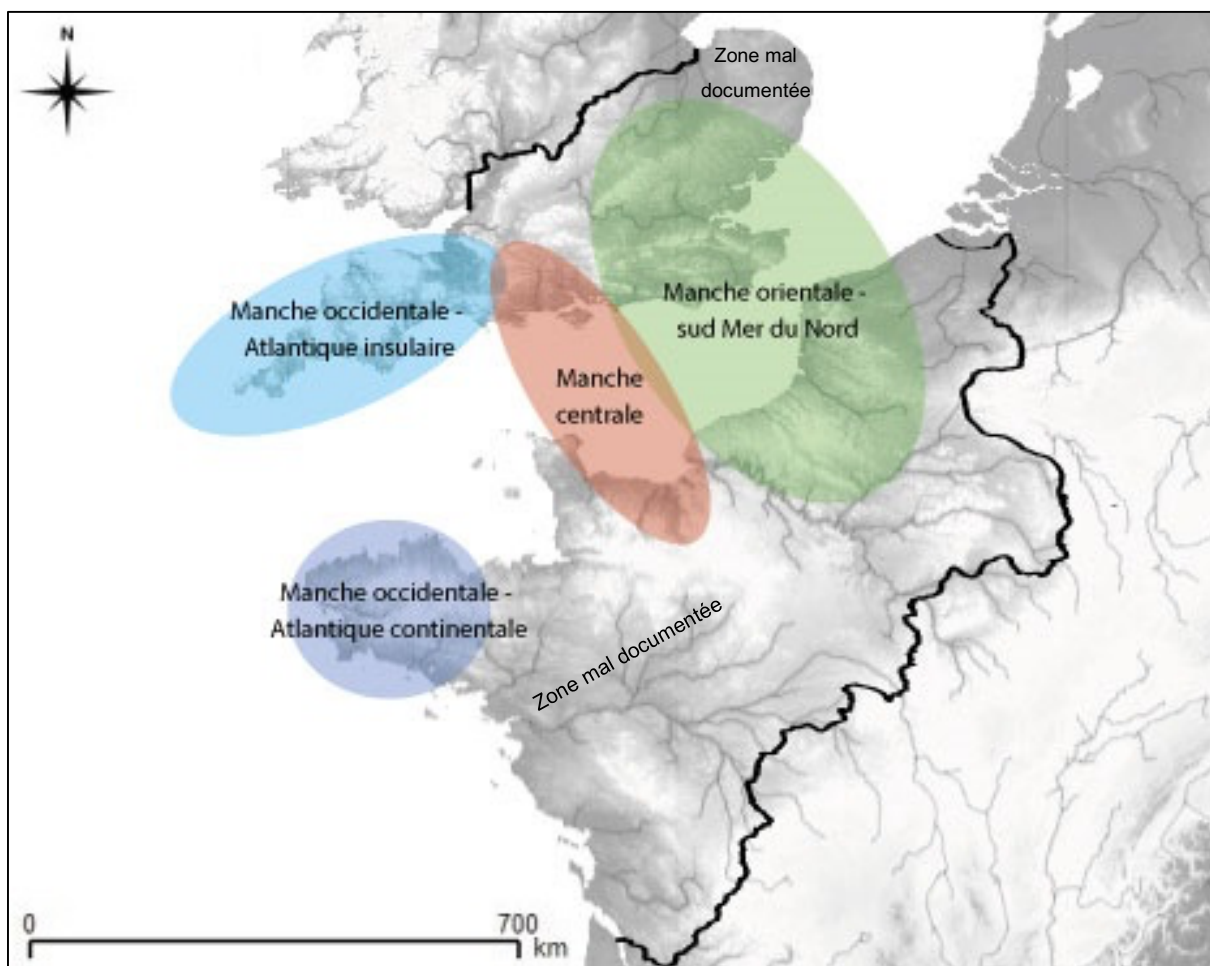 N
Zone mal
documentée
Manche occidentale -
Atlantique insulaire
Manche orientale -
sud Mer du Nord
Manche
centrale
Manche occidentale -
Atlantique continentale
Zone mal documentée
0
700
km